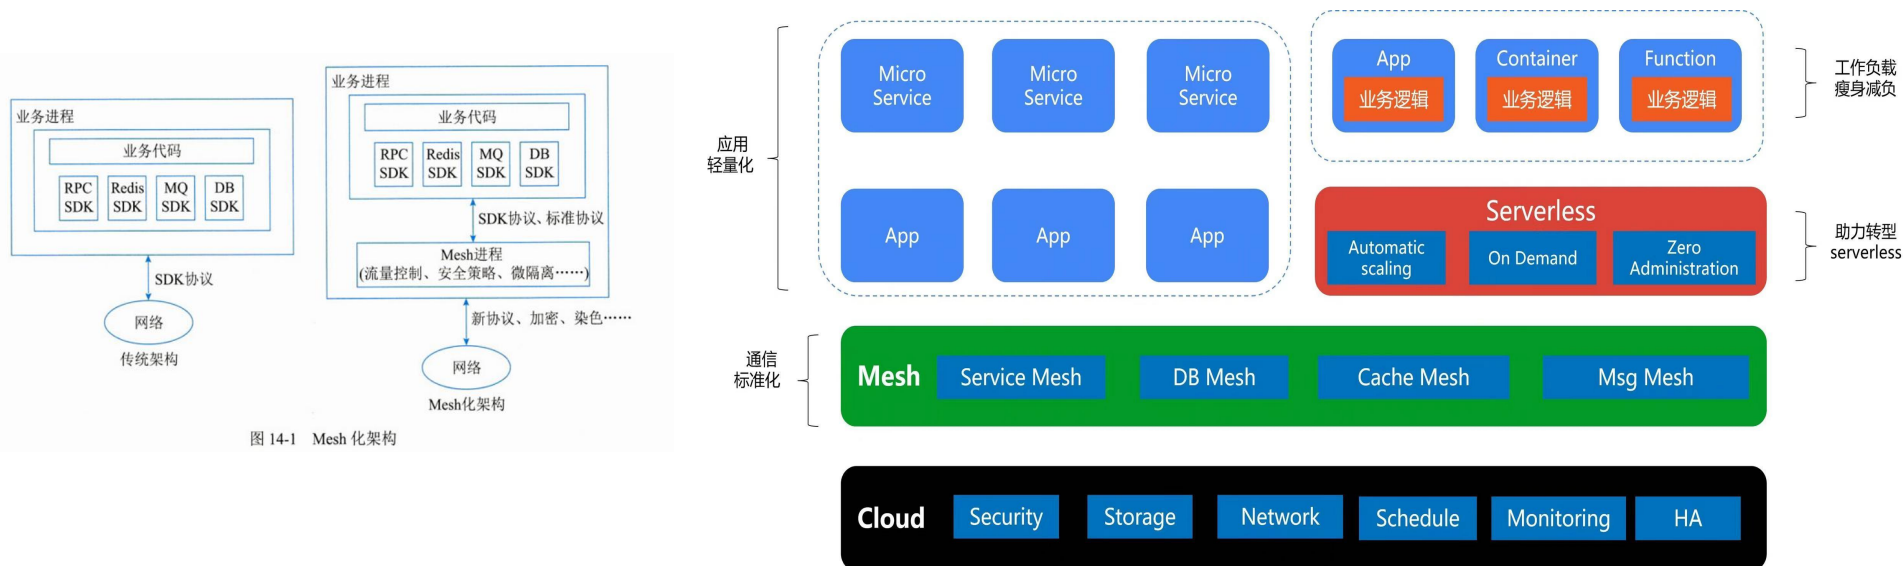 业务进程
业务代码
RPC
SDK
Redis
SDK
MQ
SDK
DB
SDK
SDK协议
网络
传统架构
业务进程
业务代码
RPC
SDK
Redis
SDK
MQ
SDK
DB
SDK
SDK协议、标准协议
Mesh进程
(流量控制、安全策略、微隔离……)
新协议、加密、染色……
网络
Mesh化架构
图 14-1 Mesh 化架构
应用
轻量化
Micro
Service
Micro
Service
Micro
Service
App
App
App
App
业务逻辑
Container
业务逻辑
Function
业务逻辑
工作负载
瘦身减负
Serverless
Automatic
scaling
On Demand
Zero
Administration
助力转型
serverless
通信
标准化
Mesh
Service Mesh
DB Mesh
Cache Mesh
Msg Mesh
Cloud
Security
Storage
Network
Schedule
Monitoring
HA